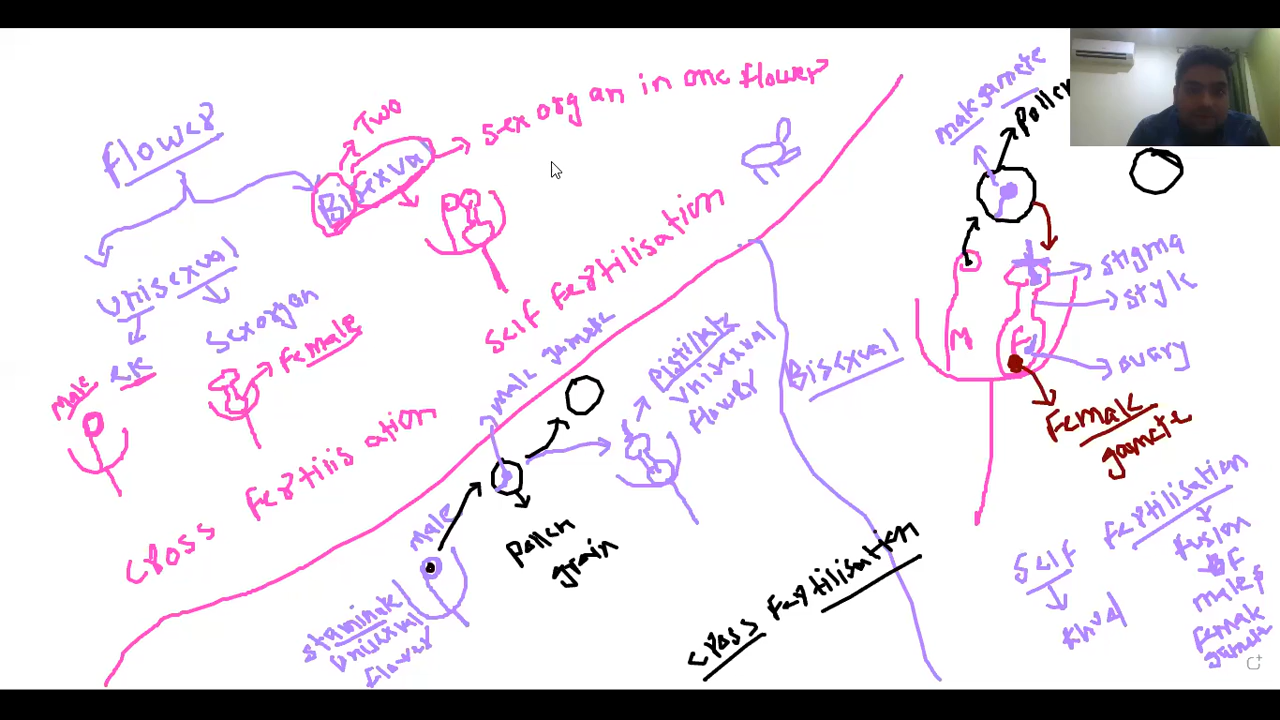 flower
Two
Bisexual
sex organ in one flower
Unisexual
Sex organ
Male
Female
cross fertilisation
self fertilisation
Male gamete
Pistillate
Unisexual
flower
Male
pollen
grain
staminate
Unisexual
flower
cross fertilisation
Bisexual
male gamete
pollen
M
F
stigma
style
ovary
Female
gamete
self
khud
fertilisation
fusion
of
male &
female
gamete